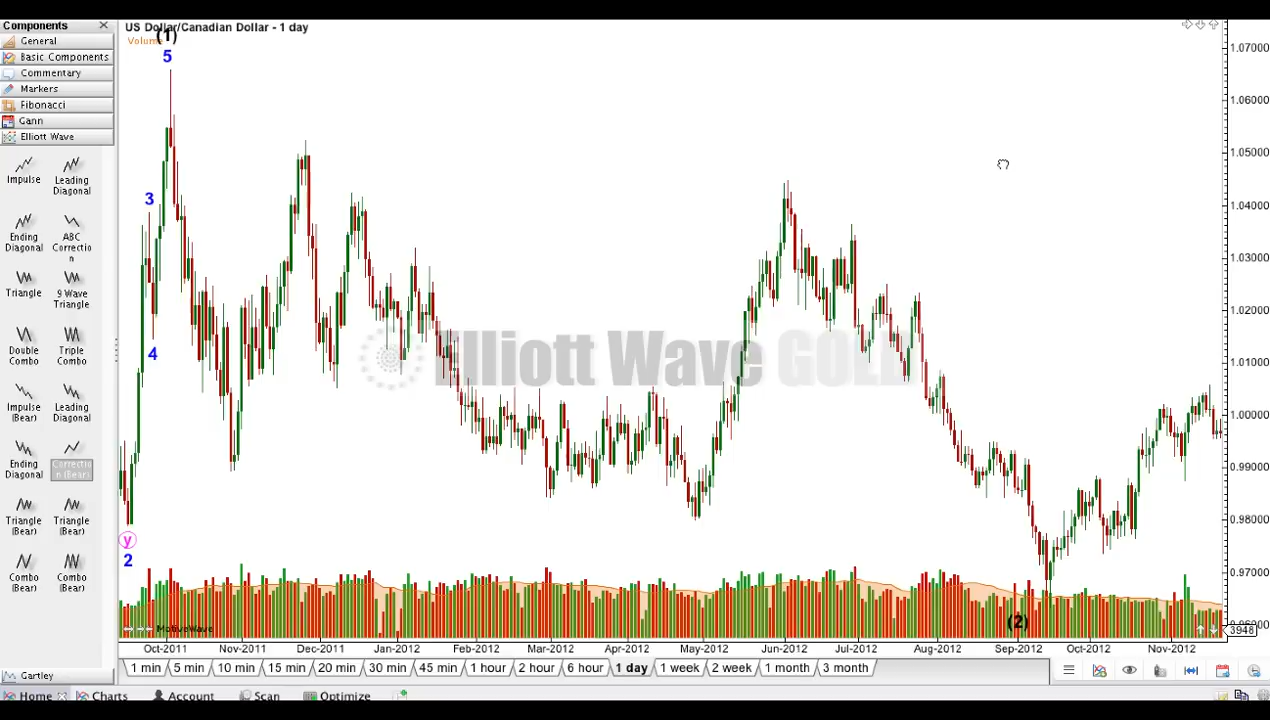 Components
US Dollar/Canadian Dollar - 1 day
Volume
(1)
General
Basic Components
Commentary
Markers
Fibonacci
Gann
Elliott Wave
Impulse
Leading
Diagonal
Ending
Diagonal
ABC
Correctio
n
Triangle
9 Wave
Triangle
Double
Combo
Triple
Combo
Impulse
(Bear)
Leading
Diagonal
Ending
Diagonal
Correctio
n (Bear)
Triangle
(Bear)
Triangle
(Bear)
Combo
(Bear)
Combo
(Bear)
Gartley
5
3
4
y
2
(2)
Elliott Wave GOLD
MotiveWave
1.07000
1.06000
1.05000
1.04000
1.03000
1.02000
1.01000
1.00000
0.99000
0.98000
0.97000
3948
Oct-2011 Nov-2011 Dec-2011 Jan-2012 Feb-2012 Mar-2012 Apr-2012 May-2012 Jun-2012 Jul-2012 Aug-2012 Sep-2012 Oct-2012 Nov-2012
1 min 5 min 10 min 15 min 20 min 30 min 45 min 1 hour 2 hour 6 hour 1 day 1 week 2 week 1 month 3 month
Home Charts Account Scan Optimize